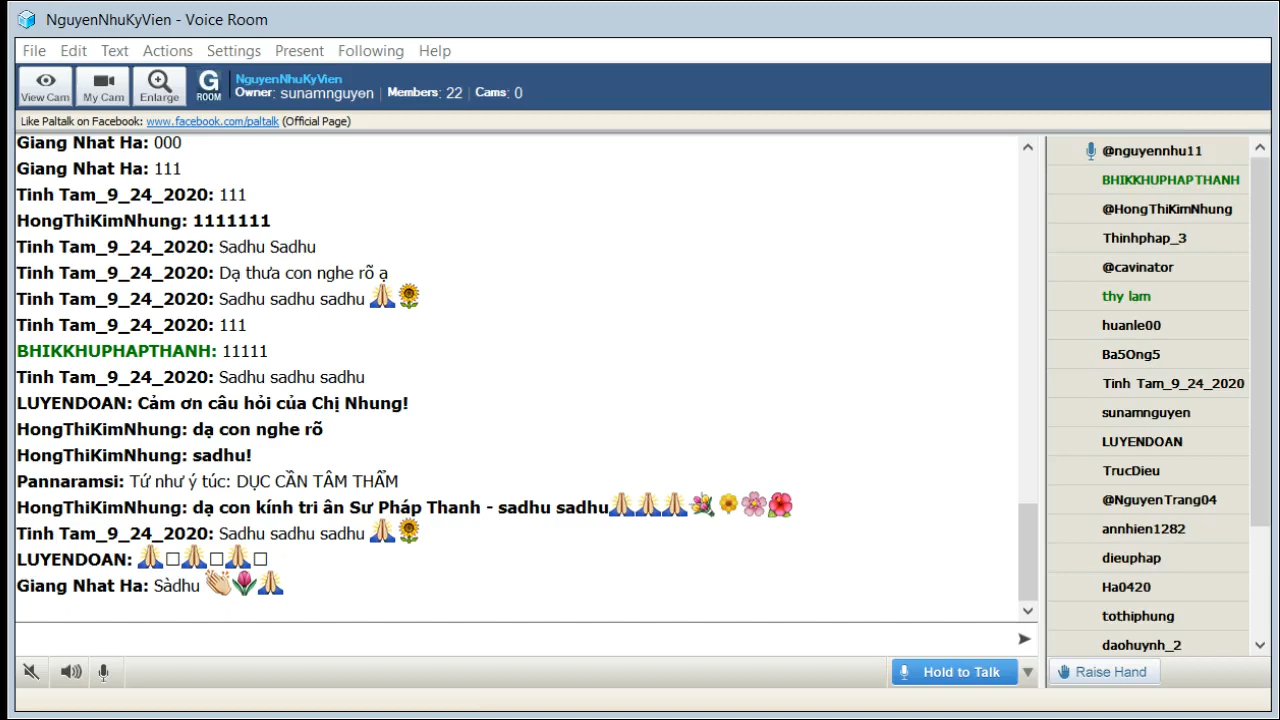 NguyenNhuKyVien - Voice Room
File Edit Text Actions Settings Present Following Help
View Cam My Cam Enlarge G ROOM
NguyenNhuKyVien
Owner: sunamnguyen | Members: 22 | Cams: 0
Like Paltalk on Facebook: www.facebook.com/paltalk (Official Page)
Giang Nhat Ha: 000
Giang Nhat Ha: 111
Tinh Tam_9_24_2020: 111
HongThiKimNhung: 1111111
Tinh Tam_9_24_2020: Sadhu Sadhu
Tinh Tam_9_24_2020: Dạ thưa con nghe rõ ạ
Tinh Tam_9_24_2020: Sadhu sadhu sadhu 🙏🌻
Tinh Tam_9_24_2020: 111
BHIKKHUPHAPTHANH: 11111
Tinh Tam_9_24_2020: Sadhu sadhu sadhu
LUYENDOAN: Cảm ơn câu hỏi của Chị Nhung!
HongThiKimNhung: dạ con nghe rõ
HongThiKimNhung: sadhu!
Pannaramsi: Tứ như ý túc: DỤC CẦN TÂM THẨM
HongThiKimNhung: dạ con kính tri ân Sư Pháp Thanh - sadhu sadhu🙏🙏🙏💐🌼🌸🌺
Tinh Tam_9_24_2020: Sadhu sadhu sadhu 🙏🌻
LUYENDOAN: 🙏□🙏□🙏□
Giang Nhat Ha: Sàdhu 👏🌷🙏
@nguyennhu11
BHIKKHUPHAPTHANH
@HongThiKimNhung
Thinhphap_3
@cavinator
thy lam
huanle00
Ba5Ong5
Tinh Tam_9_24_2020
sunamnguyen
LUYENDOAN
TrucDieu
@NguyenTrang04
annhien1282
dieuphap
Ha0420
tothiphung
daohuynh_2
Hold to Talk
Raise Hand